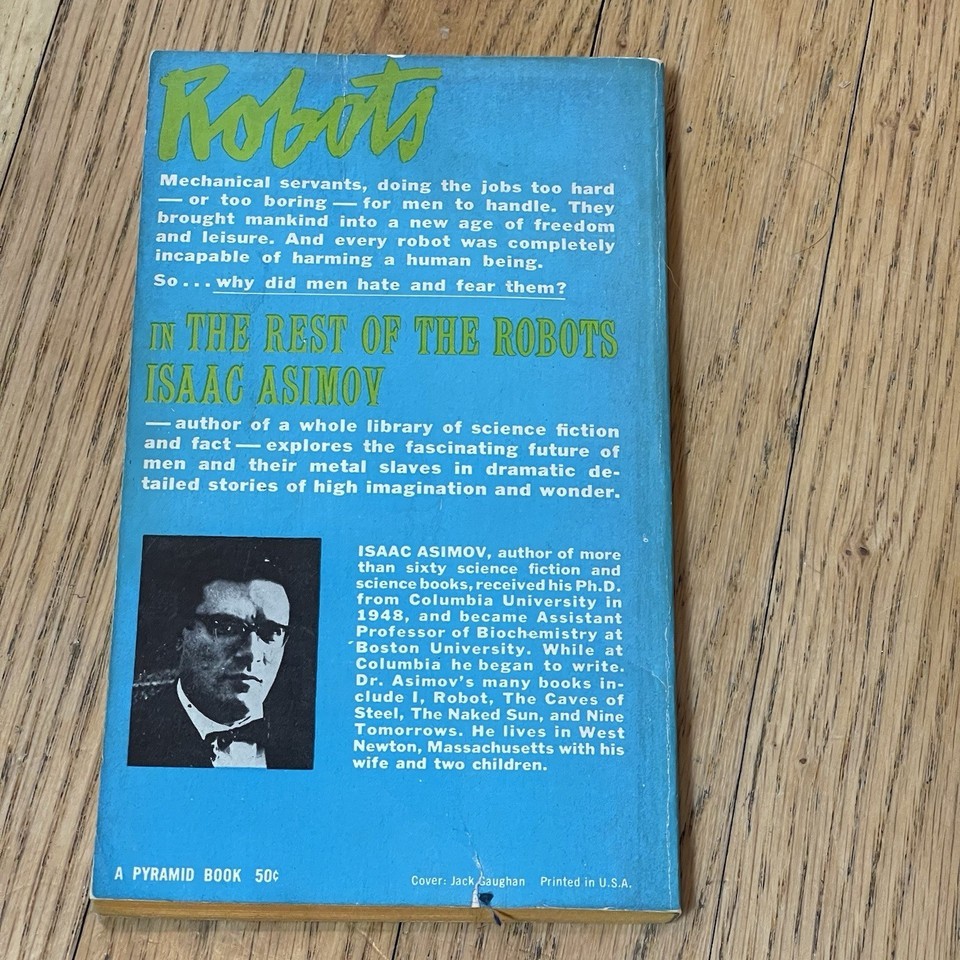 Robots
Mechanical servants, doing the jobs too hard
— or too boring — for men to handle. They
brought mankind into a new age of freedom
and leisure. And every robot was completely
incapable of harming a human being.
So... why did men hate and fear them?
IN THE REST OF THE ROBOTS
ISAAC ASIMOV
— author of a whole library of science fiction
and fact — explores the fascinating future of
men and their metal slaves in dramatic de-
tailed stories of high imagination and wonder.
ISAAC ASIMOV, author of more
than sixty science fiction and
science books, received his Ph.D.
from Columbia University in
1948, and became Assistant
Professor of Biochemistry at
Boston University. While at
Columbia he began to write.
Dr. Asimov's many books in-
clude I, Robot, The Caves of
Steel, The Naked Sun, and Nine
Tomorrows. He lives in West
Newton, Massachusetts with his
wife and two children.
A PYRAMID BOOK 50¢
Cover: Jack Gaughan Printed in U.S.A.